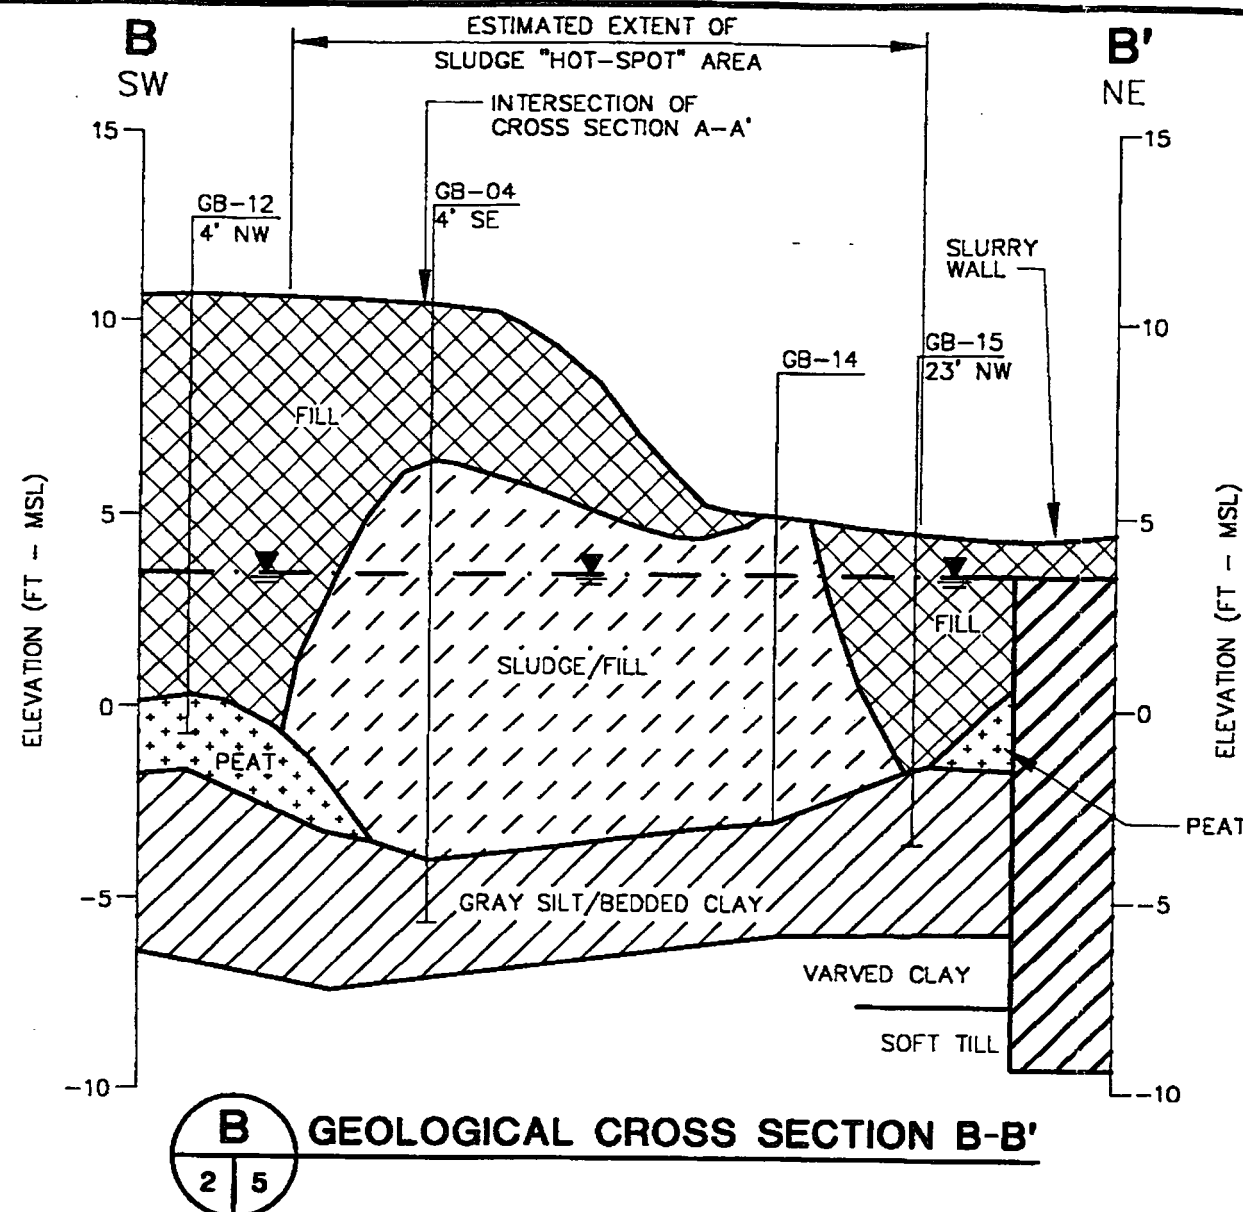 B
SW
ESTIMATED EXTENT OF
SLUDGE "HOT-SPOT" AREA
B'
NE
INTERSECTION OF
CROSS SECTION A-A'
15
15
GB-12
4' NW
GB-04
4' SE
SLURRY
WALL
10
10
GB-14
GB-15
23' NW
FILL
5
5
ELEVATION (FT - MSL)
ELEVATION (FT - MSL)
FILL
SLUDGE/FILL
0
0
PEAT
PEAT
-5
-5
GRAY SILT/BEDDED CLAY
VARVED CLAY
SOFT TILL
-10
-10
B
2 5
GEOLOGICAL CROSS SECTION B-B'